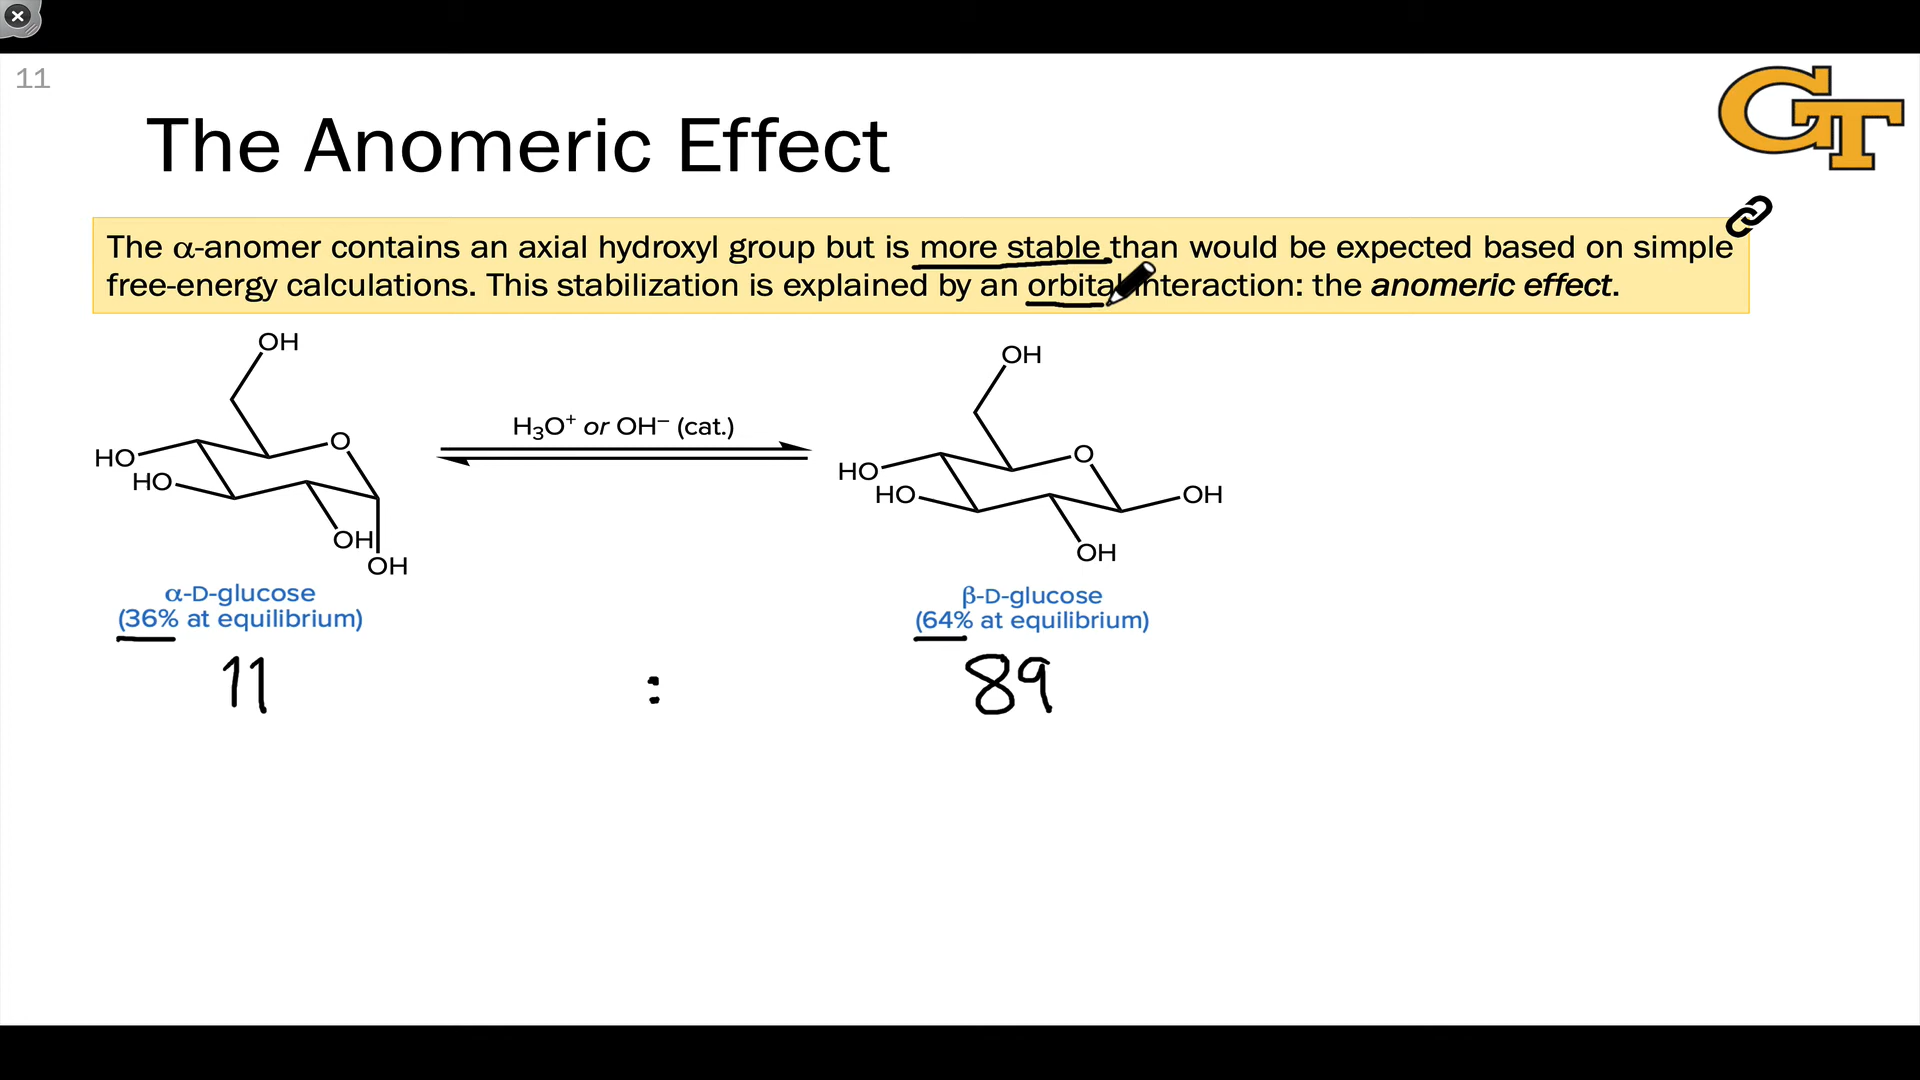 11
GT
The Anomeric Effect
The α-anomer contains an axial hydroxyl group but is more stable than would be expected based on simple
free-energy calculations. This stabilization is explained by an orbital interaction: the anomeric effect.
OH
O
HO
HO
OH
OH
H₃O⁺ or OH⁻ (cat.)
OH
O
HO
HO
OH
OH
α-D-glucose
(36% at equilibrium)
β-D-glucose
(64% at equilibrium)
11 : 89